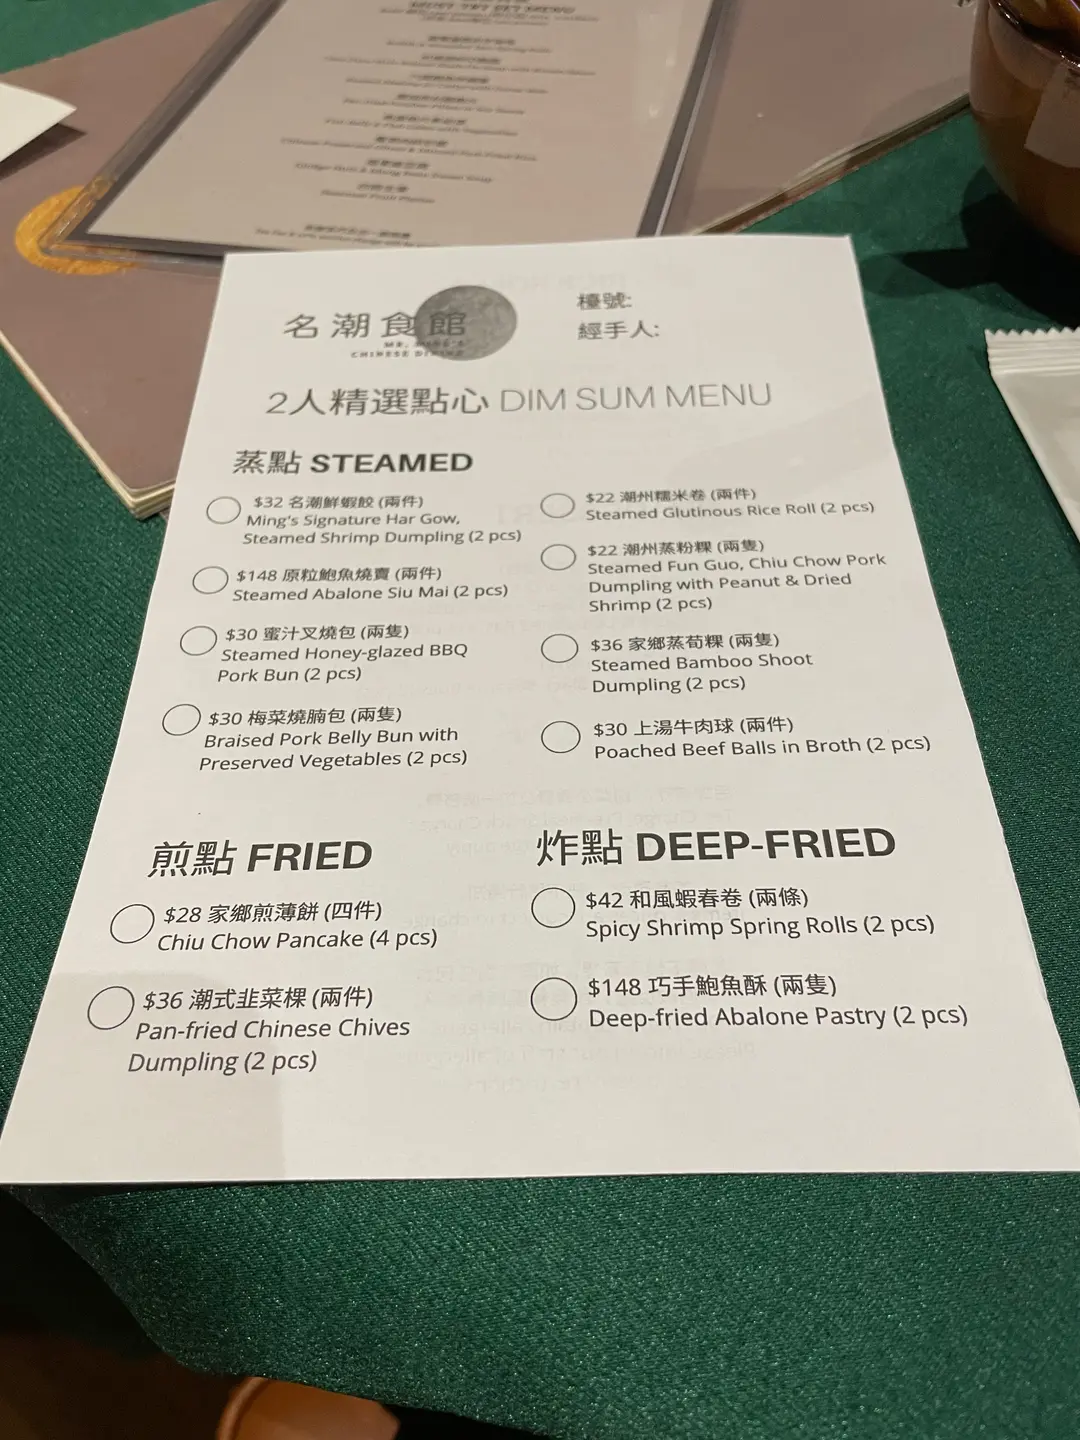 MUST TRY SET MENU
名潮食館
MR. MING'S
CHINESE DINING
檯號:
經手人:
2人精選點心 DIM SUM MENU
蒸點 STEAMED
$32 名潮鮮蝦餃 (兩件)
Ming's Signature Har Gow,
Steamed Shrimp Dumpling (2 pcs)
$148 原粒鮑魚燒賣 (兩件)
Steamed Abalone Siu Mai (2 pcs)
$30 蜜汁叉燒包 (兩隻)
Steamed Honey-glazed BBQ
Pork Bun (2 pcs)
$30 梅菜燒腩包 (兩隻)
Braised Pork Belly Bun with
Preserved Vegetables (2 pcs)
$22 潮州糯米卷 (兩件)
Steamed Glutinous Rice Roll (2 pcs)
$22 潮州蒸粉粿 (兩隻)
Steamed Fun Guo, Chiu Chow Pork
Dumpling with Peanut & Dried
Shrimp (2 pcs)
$36 家鄉蒸荀粿 (兩隻)
Steamed Bamboo Shoot
Dumpling (2 pcs)
$30 上湯牛肉球 (兩件)
Poached Beef Balls in Broth (2 pcs)
煎點 FRIED
$28 家鄉煎薄餅 (四件)
Chiu Chow Pancake (4 pcs)
$36 潮式韭菜粿 (兩件)
Pan-fried Chinese Chives
Dumpling (2 pcs)
炸點 DEEP-FRIED
$42 和風蝦春卷 (兩條)
Spicy Shrimp Spring Rolls (2 pcs)
$148 巧手鮑魚酥 (兩隻)
Deep-fried Abalone Pastry (2 pcs)